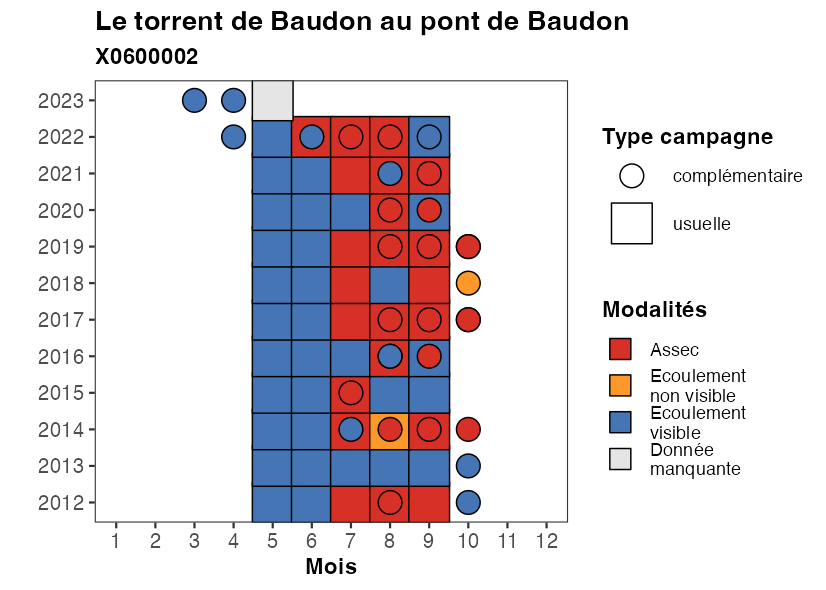 Le torrent de Baudon au pont de Baudon
X0600002
2023
2022
2021
2020
2019
2018
2017
2016
2015
2014
2013
2012
1 2 3 4 5 6 7 8 9 10 11 12
Mois
Type campagne
complémentaire
usuelle
Modalités
Assec
Ecoulement
non visible
Ecoulement
visible
Donnée
manquante